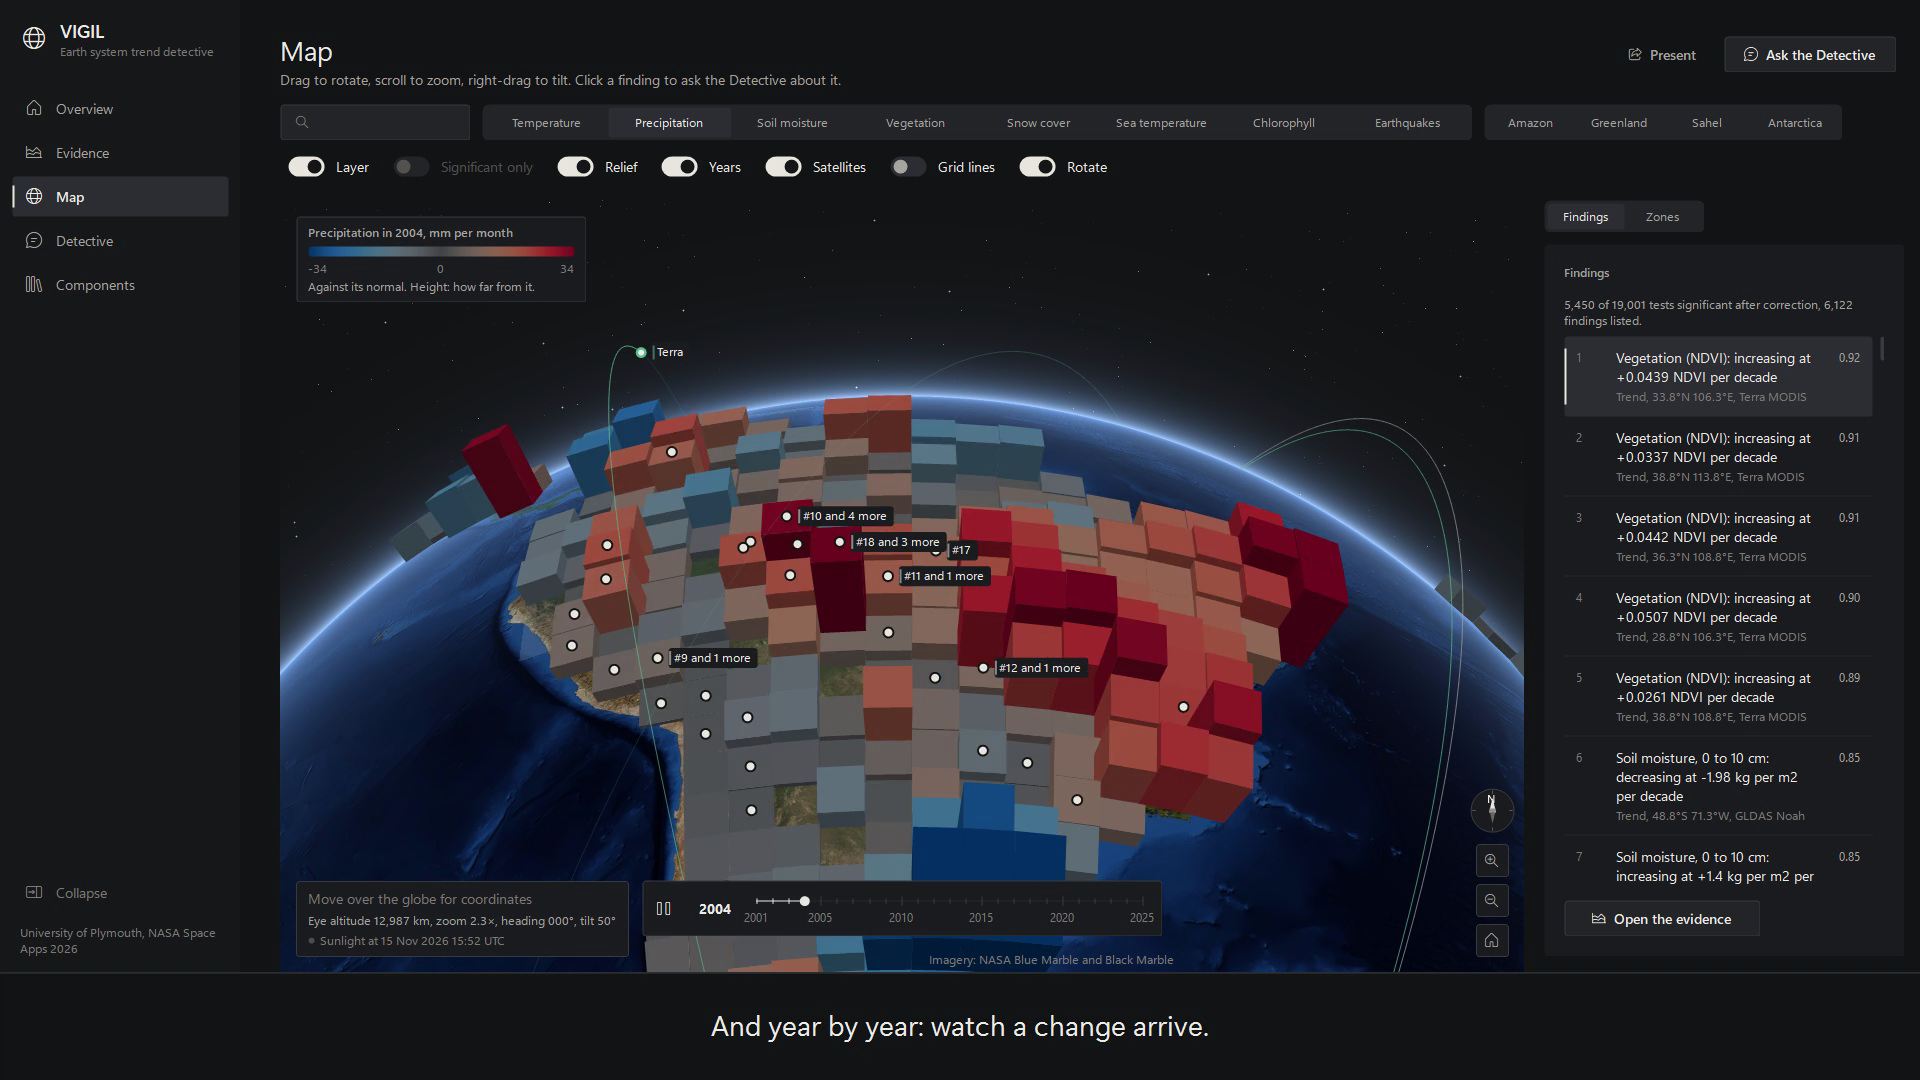 VIGIL
Earth system trend detective
Overview
Evidence
Map
Detective
Components
Collapse
University of Plymouth, NASA Space
Apps 2026
Map
Drag to rotate, scroll to zoom, right-drag to tilt. Click a finding to ask the Detective about it.
Present
Ask the Detective
Temperature
Precipitation
Soil moisture
Vegetation
Snow cover
Sea temperature
Chlorophyll
Earthquakes
Amazon
Greenland
Sahel
Antarctica
Layer
Significant only
Relief
Years
Satellites
Grid lines
Rotate
Precipitation in 2004, mm per month
-34 0 34
Against its normal. Height: how far from it.
Terra
#10 and 4 more
#18 and 3 more
#17
#11 and 1 more
#9 and 1 more
#12 and 1 more
N
Move over the globe for coordinates
Eye altitude 12,987 km, zoom 2.3×, heading 000°, tilt 50°
Sunlight at 15 Nov 2026 15:52 UTC
2004
2001 2005 2010 2015 2020 2025
Imagery: NASA Blue Marble and Black Marble
Findings
Zones
Findings
5,450 of 19,001 tests significant after correction, 6,122
findings listed.
1 Vegetation (NDVI): increasing at 0.92
+0.0439 NDVI per decade
Trend, 33.8°N 106.3°E, Terra MODIS
2 Vegetation (NDVI): increasing at 0.91
+0.0337 NDVI per decade
Trend, 38.8°N 113.8°E, Terra MODIS
3 Vegetation (NDVI): increasing at 0.91
+0.0442 NDVI per decade
Trend, 36.3°N 108.8°E, Terra MODIS
4 Vegetation (NDVI): increasing at 0.90
+0.0507 NDVI per decade
Trend, 28.8°N 106.3°E, Terra MODIS
5 Vegetation (NDVI): increasing at 0.89
+0.0261 NDVI per decade
Trend, 38.8°N 108.8°E, Terra MODIS
6 Soil moisture, 0 to 10 cm: 0.85
decreasing at -1.98 kg per m2
per decade
Trend, 48.8°S 71.3°W, GLDAS Noah
7 Soil moisture, 0 to 10 cm: 0.85
increasing at +1.4 kg per m2 per
Open the evidence
And year by year: watch a change arrive.